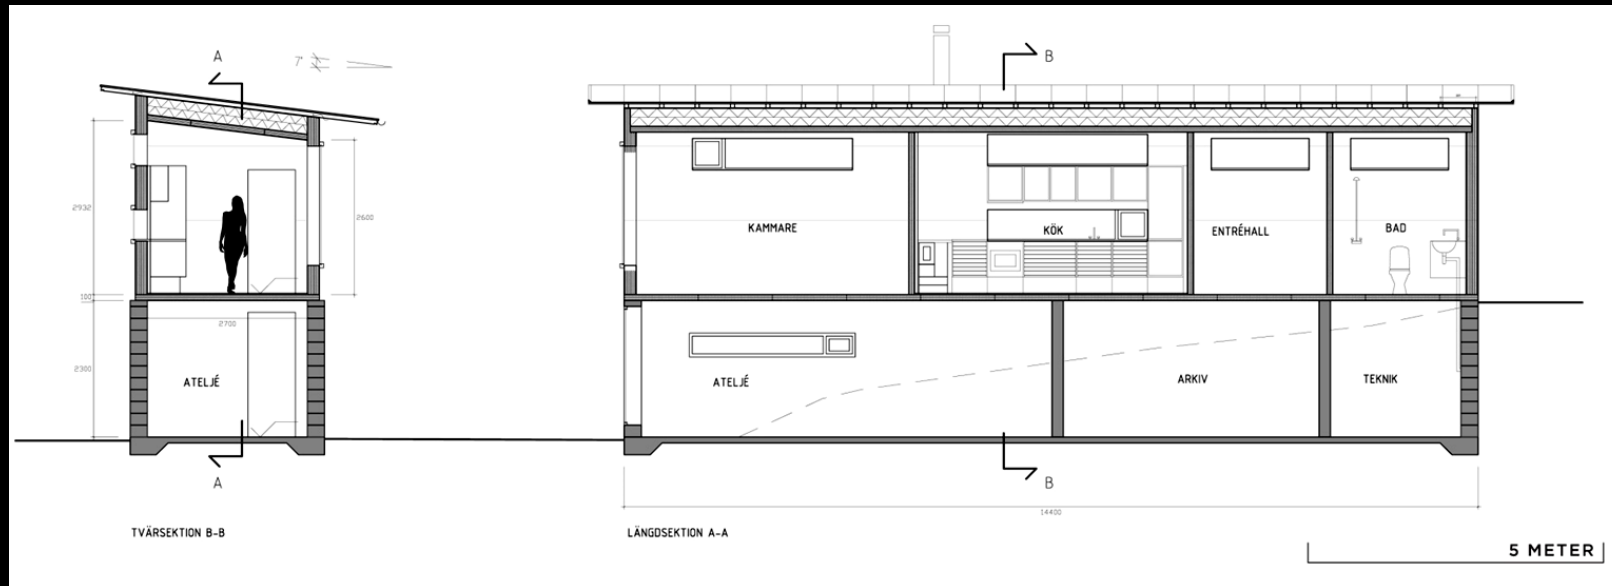 A
7°
B
2932
2600
KAMMARE
KÖK
ENTRÉHALL
BAD
100
2700
2300
ATELJÉ
ATELJÉ
ARKIV
TEKNIK
A
B
14400
TVÄRSEKTION B-B
LÄNGDSEKTION A-A
5 METER